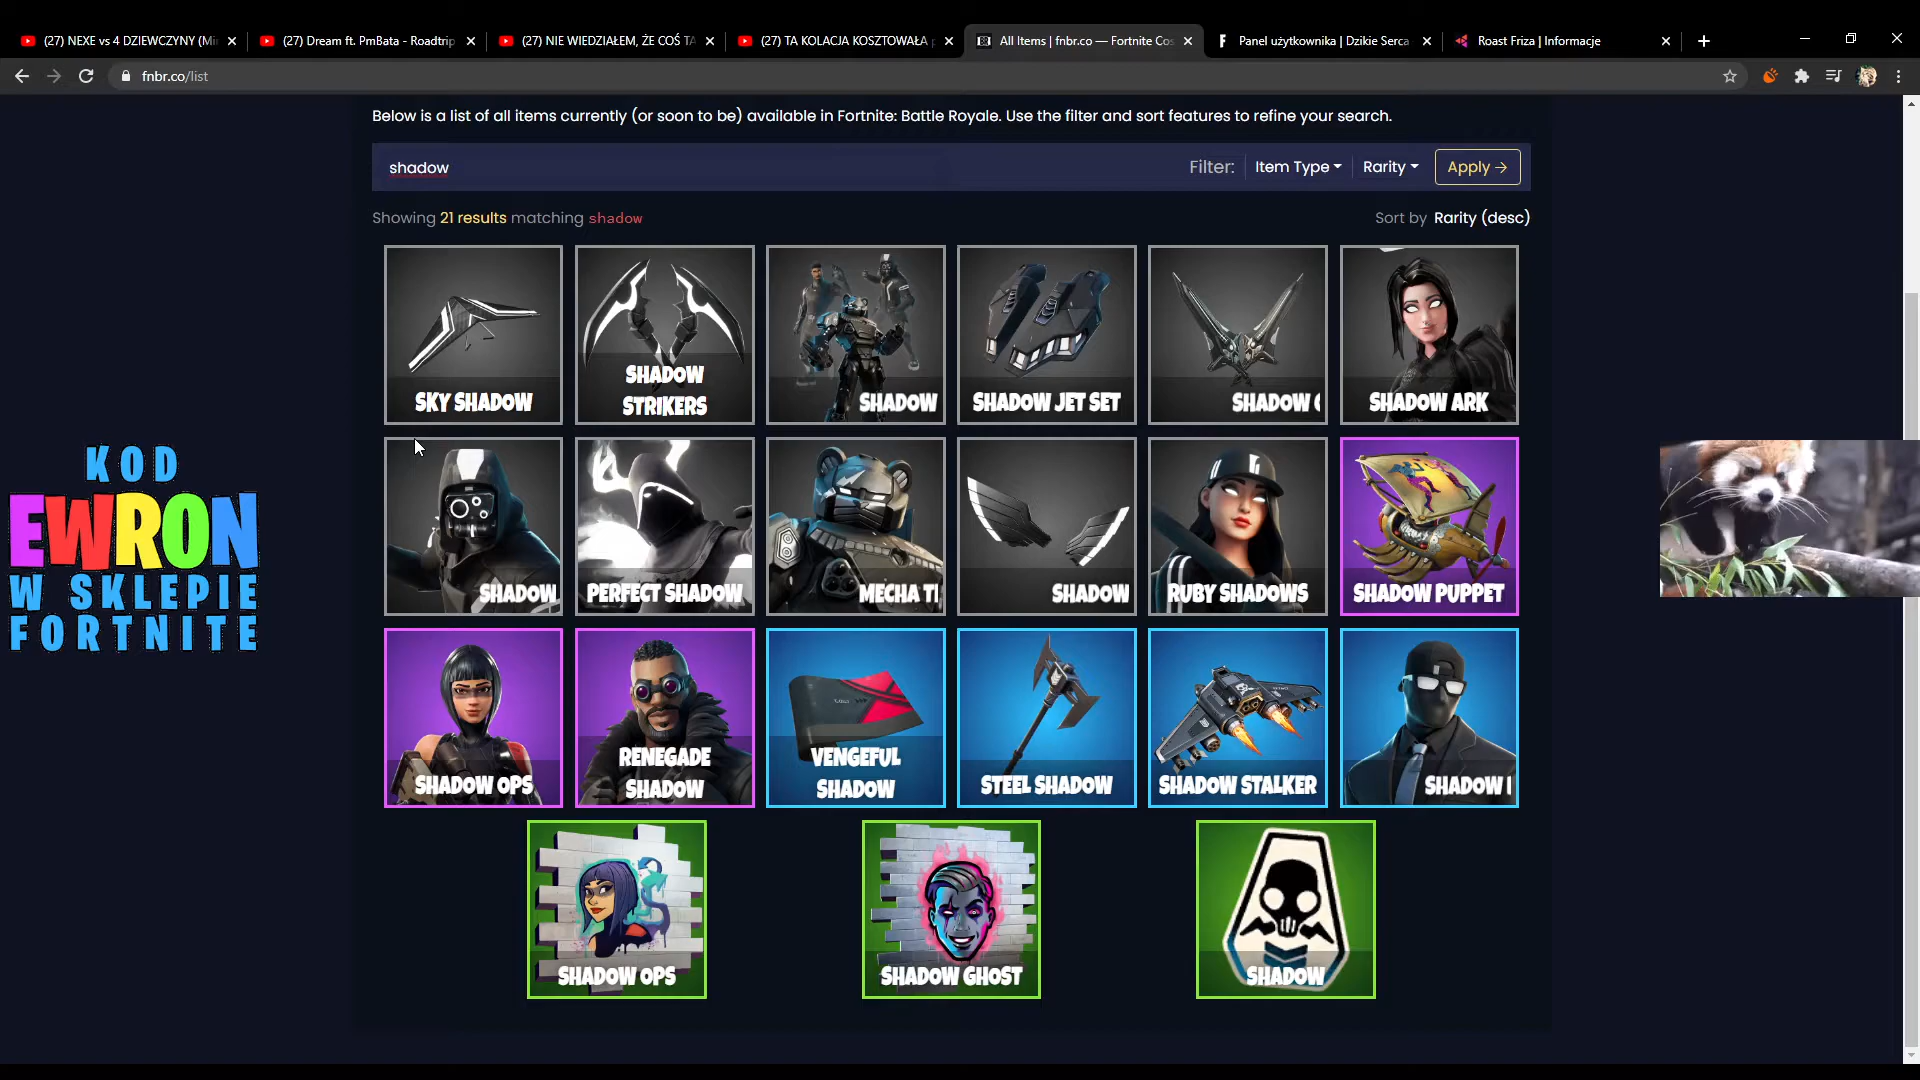 (27) NEXE vs 4 DZIEWCZYNY (Mi
(27) Dream ft. PmBata - Roadtrip
(27) NIE WIEDZIAŁEM, ŻE COŚ TA
(27) TA KOLACJA KOSZTOWAŁA p
All Items | fnbr.co — Fortnite Cos
Panel użytkownika | Dzikie Serca
Roast Friza | Informacje
fnbr.co/list
Below is a list of all items currently (or soon to be) available in Fortnite: Battle Royale. Use the filter and sort features to refine your search.
shadow
Filter: Item Type Rarity Apply →
Showing 21 results matching shadow
Sort by Rarity (desc)
SKY SHADOW
SHADOW STRIKERS
SHADOW
SHADOW JET SET
SHADOW
SHADOW ARK
SHADOW
PERFECT SHADOW
MECHA
SHADOW
RUBY SHADOWS
SHADOW PUPPET
SHADOW OPS
RENEGADE SHADOW
VENGEFUL SHADOW
STEEL SHADOW
SHADOW STALKER
SHADOW
SHADOW OPS
SHADOW GHOST
SHADOW
KOD
EWRON
W SKLEPIE
FORTNITE